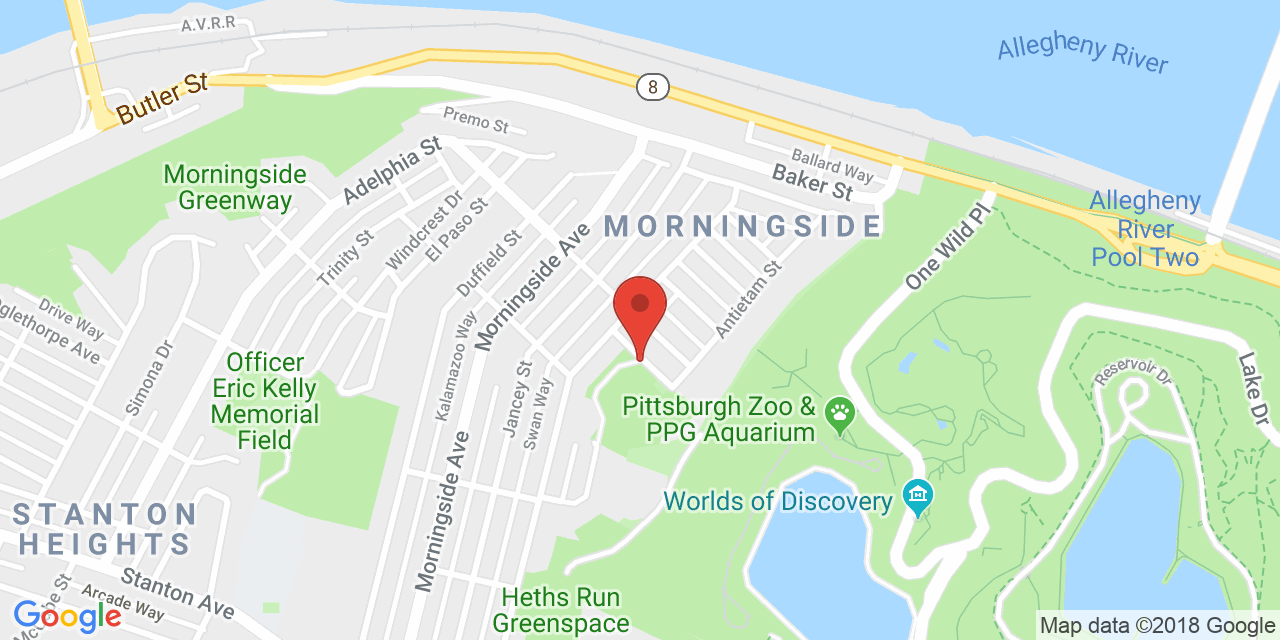 A.V.R.R
Butler St
8
Allegheny River
Premo St
Ballard Way
Baker St
Morningside
Greenway
Adelphia St
Windcrest Dr
El Paso St
Trinity St
Duffield St
Morningside Ave
MORNINGSIDE
Antietam St
One Wild Pl
Allegheny
River
Pool Two
Drive Way
Simona Dr
Officer
Eric Kelly
Memorial
Field
Kalamazoo Way
Jancey St
Swan Way
Reservoir Dr
Lake Dr
Pittsburgh Zoo &
PPG Aquarium
Worlds of Discovery
Morningside Ave
STANTON
HEIGHTS
Stanton Ave
Arcade Way
Heths Run
Greenspace
Google
Map data ©2018 Google